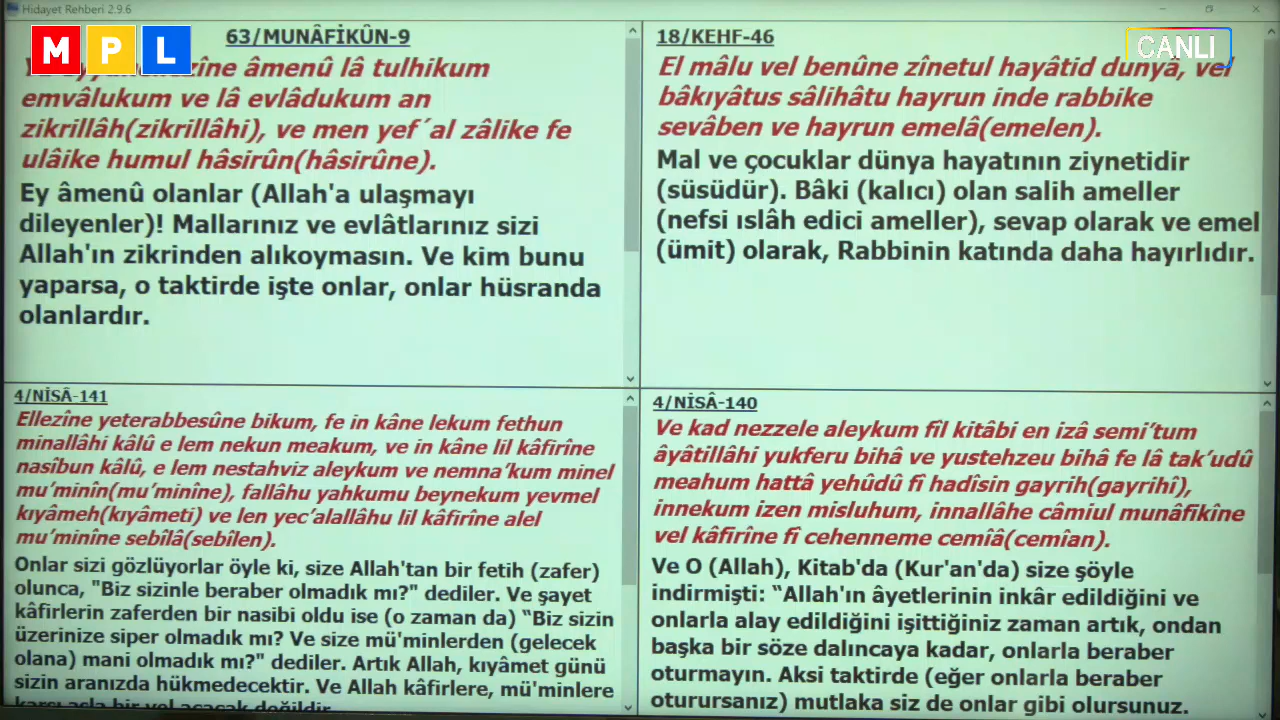 Hidayet Rehberi 2.9.6
MPL
CANLI
63/MUNÂFİKÛN-9
âmenû lâ tulhikum
emvâlukum ve lâ evlâdukum an
zikrillâh(zikrillâhi), ve men yef´al zâlike fe
ulâike humul hâsirûn(hâsirûne).
Ey âmenû olanlar (Allah'a ulaşmayı
dileyenler)! Mallarınız ve evlâtlarınız sizi
Allah'ın zikrinden alıkoymasın. Ve kim bunu
yaparsa, o taktirde işte onlar, onlar hüsranda
olanlardır.
18/KEHF-46
El mâlu vel benûne zînetul hayâtid dunyâ, vel
bâkıyâtus sâlihâtu hayrun inde rabbike
sevâben ve hayrun emelâ(emelen).
Mal ve çocuklar dünya hayatının ziynetidir
(süsüdür). Bâki (kalıcı) olan salih ameller
(nefsi ıslâh edici ameller), sevap olarak ve emel
(ümit) olarak, Rabbinin katında daha hayırlıdır.
4/NİSÂ-141
Ellezîne yeterabbesûne bikum, fe in kâne lekum fethun
minallâhi kâlû e lem nekun meakum, ve in kâne lil kâfirîne
nasîbun kâlû, e lem nestahviz aleykum ve nemna’kum minel
mu’minîn(mu’minîne), fallâhu yahkumu beynekum yevmel
kıyâmeh(kıyâmeti) ve len yec’alallâhu lil kâfirîne alel
mu’minîne sebîlâ(sebîlen).
Onlar sizi gözlüyorlar öyle ki, size Allah'tan bir fetih (zafer)
olunca, "Biz sizinle beraber olmadık mı?" dediler. Ve şayet
kâfirlerin zaferden bir nasibi oldu ise (o zaman da) “Biz sizin
üzerinize siper olmadık mı? Ve size mü'minlerden (gelecek
olana) mani olmadık mı?" dediler. Artık Allah, kıyâmet günü
sizin aranızda hükmedecektir. Ve Allah kâfirlere, mü'minlere
karşı asla bir yol açacak değildir.
4/NİSÂ-140
Ve kad nezzele aleykum fîl kitâbi en izâ semi’tum
âyâtillâhi yukferu bihâ ve yustehzeu bihâ fe lâ tak’udû
meahum hattâ yehûdû fî hadîsin gayrih(gayrihî),
innekum izen misluhum, innallâhe câmiul munâfikîne
vel kâfirîne fî cehenneme cemîâ(cemîan).
Ve O (Allah), Kitab'da (Kur'an'da) size şöyle
indirmişti: “Allah'ın âyetlerinin inkâr edildiğini ve
onlarla alay edildiğini işittiğiniz zaman artık, ondan
başka bir söze dalıncaya kadar, onlarla beraber
oturmayın. Aksi taktirde (eğer onlarla beraber
oturursanız) mutlaka siz de onlar gibi olursunuz.